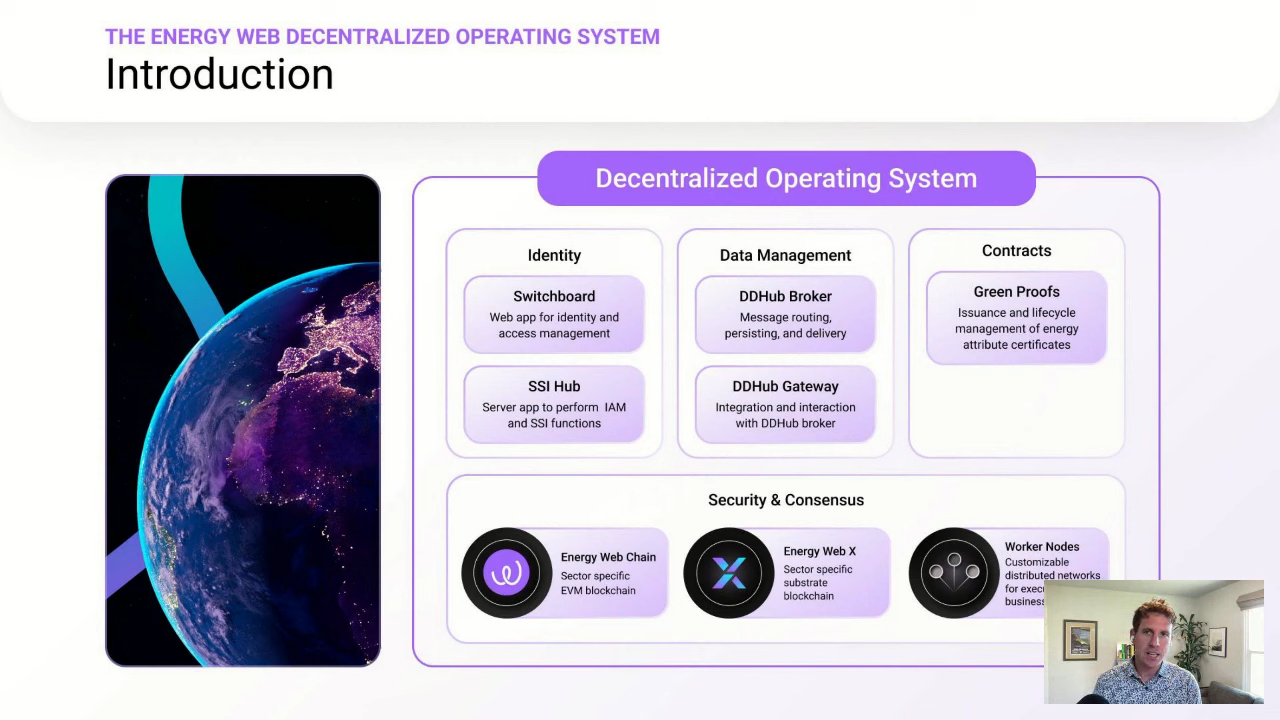 THE ENERGY WEB DECENTRALIZED OPERATING SYSTEM
Introduction
Decentralized Operating System
Identity
Switchboard
Web app for identity and
access management
SSI Hub
Server app to perform IAM
and SSI functions
Data Management
DDHub Broker
Message routing,
persisting, and delivery
DDHub Gateway
Integration and interaction
with DDHub broker
Contracts
Green Proofs
Issuance and lifecycle
management of energy
attribute certificates
Security & Consensus
Energy Web Chain
Sector specific
EVM blockchain
Energy Web X
Sector specific
substrate
blockchain
Worker Nodes
Customizable
distributed networks
for
business